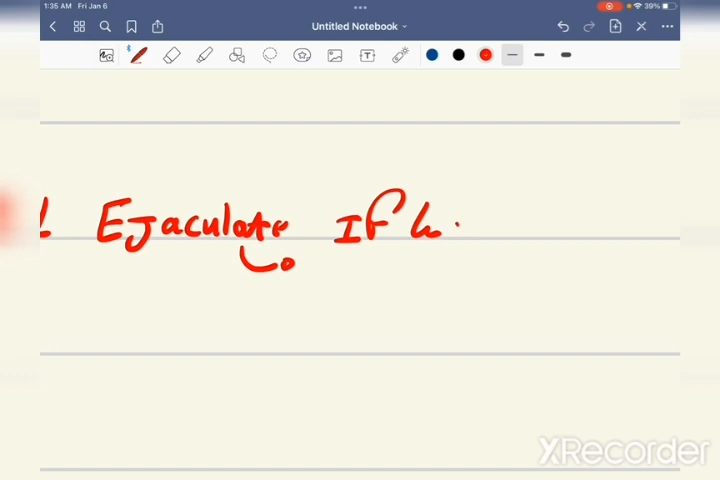 1:35 AM Fri Jan 6
39%
Untitled Notebook
Ejaculate If
XRecorder